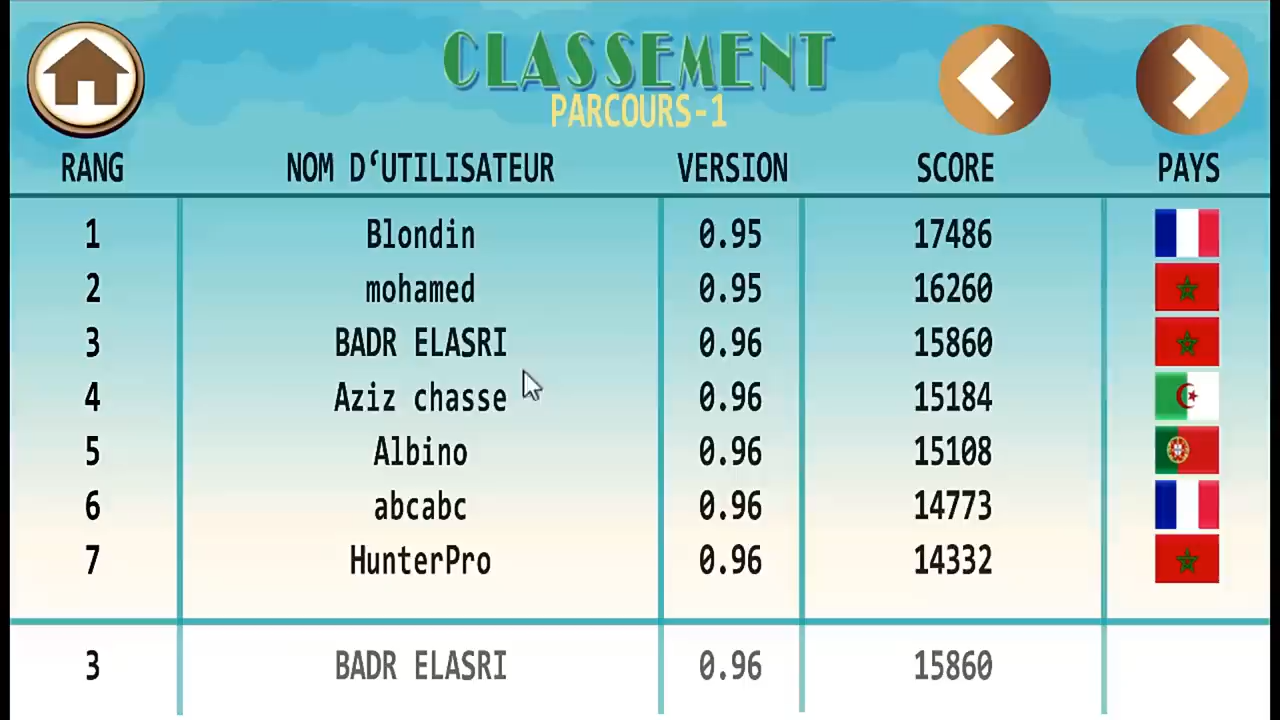 CLASSEMENT
PARCOURS-1
RANG NOM D‘UTILISATEUR VERSION SCORE PAYS
1 Blondin 0.95 17486
2 mohamed 0.95 16260
3 BADR ELASRI 0.96 15860
4 Aziz chasse 0.96 15184
5 Albino 0.96 15108
6 abcabc 0.96 14773
7 HunterPro 0.96 14332
3 BADR ELASRI 0.96 15860